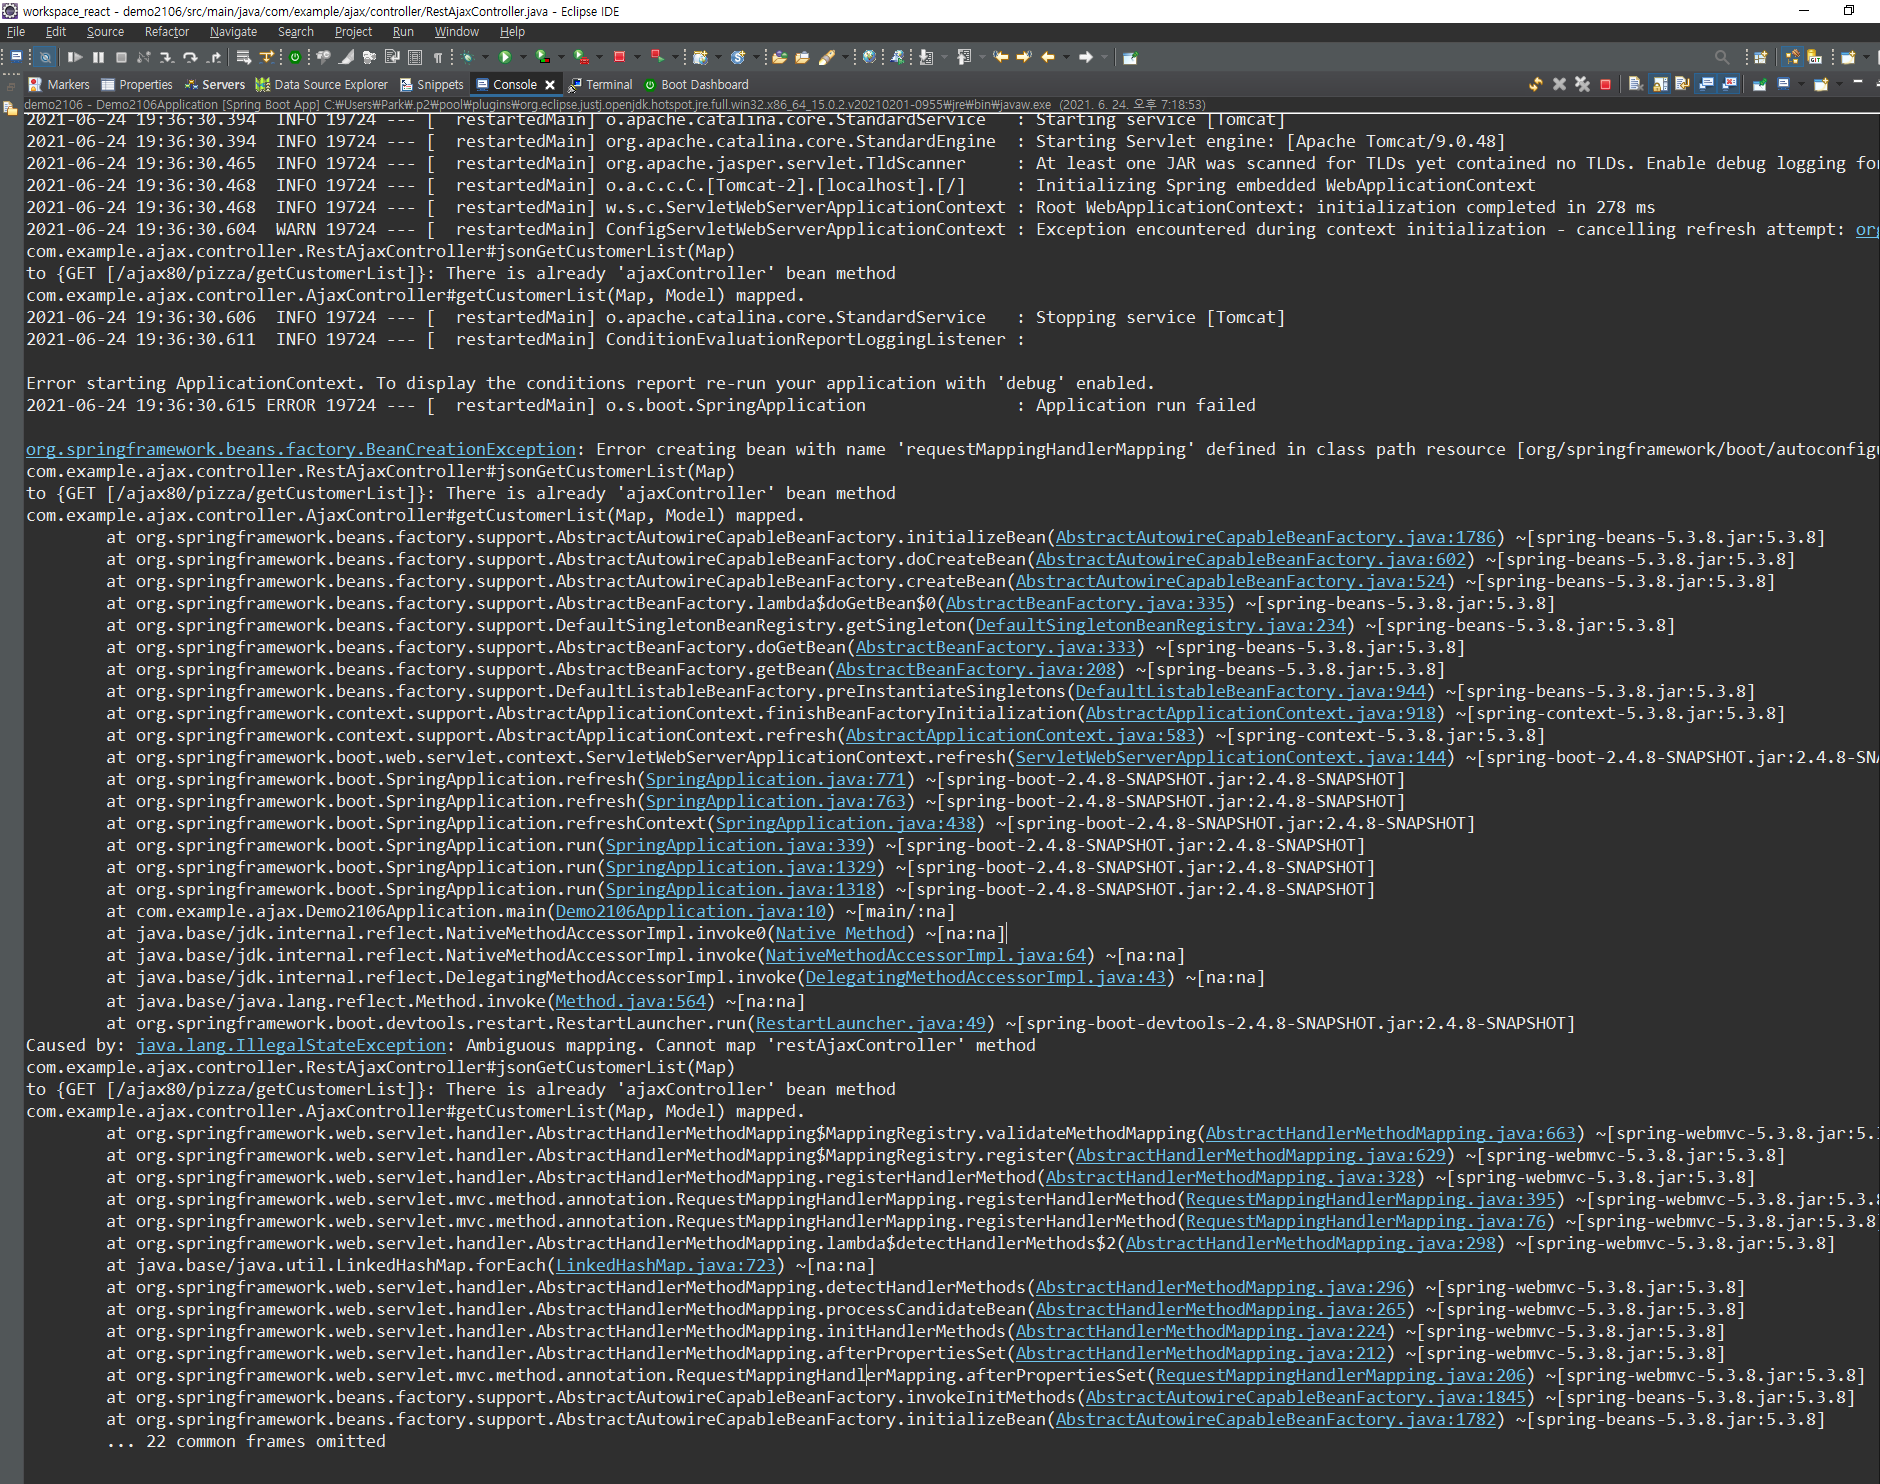 workspace_react - demo2106/src/main/java/com/example/ajax/controller/RestAjaxController.java - Eclipse IDE
File Edit Source Refactor Navigate Search Project Run Window Help
Markers Properties Servers Data Source Explorer Snippets Console Terminal Boot Dashboard
demo2106 - Demo2106Application [Spring Boot App] C:₩Users₩Park₩.p2₩pool₩plugins₩org.eclipse.justj.openjdk.hotspot.jre.full.win32.x86_64_15.0.2.v20210201-0955₩jre₩bin₩javaw.exe (2021. 6. 24. 오후 7:18:53)
2021-06-24 19:36:30.394  INFO 19724 --- [  restartedMain] o.apache.catalina.core.StandardService   : Starting service [Tomcat]
2021-06-24 19:36:30.394  INFO 19724 --- [  restartedMain] org.apache.catalina.core.StandardEngine  : Starting Servlet engine: [Apache Tomcat/9.0.48]
2021-06-24 19:36:30.465  INFO 19724 --- [  restartedMain] org.apache.jasper.servlet.TldScanner     : At least one JAR was scanned for TLDs yet contained no TLDs. Enable debug logging fo
2021-06-24 19:36:30.468  INFO 19724 --- [  restartedMain] o.a.c.c.C.[Tomcat-2].[localhost].[/]     : Initializing Spring embedded WebApplicationContext
2021-06-24 19:36:30.468  INFO 19724 --- [  restartedMain] w.s.c.ServletWebServerApplicationContext : Root WebApplicationContext: initialization completed in 278 ms
2021-06-24 19:36:30.604  WARN 19724 --- [  restartedMain] ConfigServletWebServerApplicationContext : Exception encountered during context initialization - cancelling refresh attempt: org
com.example.ajax.controller.RestAjaxController#jsonGetCustomerList(Map)
to {GET [/ajax80/pizza/getCustomerList]}: There is already 'ajaxController' bean method
com.example.ajax.controller.AjaxController#getCustomerList(Map, Model) mapped.
2021-06-24 19:36:30.606  INFO 19724 --- [  restartedMain] o.apache.catalina.core.StandardService   : Stopping service [Tomcat]
2021-06-24 19:36:30.611  INFO 19724 --- [  restartedMain] ConditionEvaluationReportLoggingListener :
Error starting ApplicationContext. To display the conditions report re-run your application with 'debug' enabled.
2021-06-24 19:36:30.615 ERROR 19724 --- [  restartedMain] o.s.boot.SpringApplication               : Application run failed
org.springframework.beans.factory.BeanCreationException: Error creating bean with name 'requestMappingHandlerMapping' defined in class path resource [org/springframework/boot/autoconfigu
com.example.ajax.controller.RestAjaxController#jsonGetCustomerList(Map)
to {GET [/ajax80/pizza/getCustomerList]}: There is already 'ajaxController' bean method
com.example.ajax.controller.AjaxController#getCustomerList(Map, Model) mapped.
at org.springframework.beans.factory.support.AbstractAutowireCapableBeanFactory.initializeBean(AbstractAutowireCapableBeanFactory.java:1786) ~[spring-beans-5.3.8.jar:5.3.8]
at org.springframework.beans.factory.support.AbstractAutowireCapableBeanFactory.doCreateBean(AbstractAutowireCapableBeanFactory.java:602) ~[spring-beans-5.3.8.jar:5.3.8]
at org.springframework.beans.factory.support.AbstractAutowireCapableBeanFactory.createBean(AbstractAutowireCapableBeanFactory.java:524) ~[spring-beans-5.3.8.jar:5.3.8]
at org.springframework.beans.factory.support.AbstractBeanFactory.lambda$doGetBean$0(AbstractBeanFactory.java:335) ~[spring-beans-5.3.8.jar:5.3.8]
at org.springframework.beans.factory.support.DefaultSingletonBeanRegistry.getSingleton(DefaultSingletonBeanRegistry.java:234) ~[spring-beans-5.3.8.jar:5.3.8]
at org.springframework.beans.factory.support.AbstractBeanFactory.doGetBean(AbstractBeanFactory.java:333) ~[spring-beans-5.3.8.jar:5.3.8]
at org.springframework.beans.factory.support.AbstractBeanFactory.getBean(AbstractBeanFactory.java:208) ~[spring-beans-5.3.8.jar:5.3.8]
at org.springframework.beans.factory.support.DefaultListableBeanFactory.preInstantiateSingletons(DefaultListableBeanFactory.java:944) ~[spring-beans-5.3.8.jar:5.3.8]
at org.springframework.context.support.AbstractApplicationContext.finishBeanFactoryInitialization(AbstractApplicationContext.java:918) ~[spring-context-5.3.8.jar:5.3.8]
at org.springframework.context.support.AbstractApplicationContext.refresh(AbstractApplicationContext.java:583) ~[spring-context-5.3.8.jar:5.3.8]
at org.springframework.boot.web.servlet.context.ServletWebServerApplicationContext.refresh(ServletWebServerApplicationContext.java:144) ~[spring-boot-2.4.8-SNAPSHOT.jar:2.4.8-SNA
at org.springframework.boot.SpringApplication.refresh(SpringApplication.java:771) ~[spring-boot-2.4.8-SNAPSHOT.jar:2.4.8-SNAPSHOT]
at org.springframework.boot.SpringApplication.refresh(SpringApplication.java:763) ~[spring-boot-2.4.8-SNAPSHOT.jar:2.4.8-SNAPSHOT]
at org.springframework.boot.SpringApplication.refreshContext(SpringApplication.java:438) ~[spring-boot-2.4.8-SNAPSHOT.jar:2.4.8-SNAPSHOT]
at org.springframework.boot.SpringApplication.run(SpringApplication.java:339) ~[spring-boot-2.4.8-SNAPSHOT.jar:2.4.8-SNAPSHOT]
at org.springframework.boot.SpringApplication.run(SpringApplication.java:1329) ~[spring-boot-2.4.8-SNAPSHOT.jar:2.4.8-SNAPSHOT]
at org.springframework.boot.SpringApplication.run(SpringApplication.java:1318) ~[spring-boot-2.4.8-SNAPSHOT.jar:2.4.8-SNAPSHOT]
at com.example.ajax.Demo2106Application.main(Demo2106Application.java:10) ~[main/:na]
at java.base/jdk.internal.reflect.NativeMethodAccessorImpl.invoke0(Native Method) ~[na:na]
at java.base/jdk.internal.reflect.NativeMethodAccessorImpl.invoke(NativeMethodAccessorImpl.java:64) ~[na:na]
at java.base/jdk.internal.reflect.DelegatingMethodAccessorImpl.invoke(DelegatingMethodAccessorImpl.java:43) ~[na:na]
at java.base/java.lang.reflect.Method.invoke(Method.java:564) ~[na:na]
at org.springframework.boot.devtools.restart.RestartLauncher.run(RestartLauncher.java:49) ~[spring-boot-devtools-2.4.8-SNAPSHOT.jar:2.4.8-SNAPSHOT]
Caused by: java.lang.IllegalStateException: Ambiguous mapping. Cannot map 'restAjaxController' method
com.example.ajax.controller.RestAjaxController#jsonGetCustomerList(Map)
to {GET [/ajax80/pizza/getCustomerList]}: There is already 'ajaxController' bean method
com.example.ajax.controller.AjaxController#getCustomerList(Map, Model) mapped.
at org.springframework.web.servlet.handler.AbstractHandlerMethodMapping$MappingRegistry.validateMethodMapping(AbstractHandlerMethodMapping.java:663) ~[spring-webmvc-5.3.8.jar:5.3
at org.springframework.web.servlet.handler.AbstractHandlerMethodMapping$MappingRegistry.register(AbstractHandlerMethodMapping.java:629) ~[spring-webmvc-5.3.8.jar:5.3.8]
at org.springframework.web.servlet.handler.AbstractHandlerMethodMapping.registerHandlerMethod(AbstractHandlerMethodMapping.java:328) ~[spring-webmvc-5.3.8.jar:5.3.8]
at org.springframework.web.servlet.mvc.method.annotation.RequestMappingHandlerMapping.registerHandlerMethod(RequestMappingHandlerMapping.java:395) ~[spring-webmvc-5.3.8.jar:5.3.8
at org.springframework.web.servlet.mvc.method.annotation.RequestMappingHandlerMapping.registerHandlerMethod(RequestMappingHandlerMapping.java:76) ~[spring-webmvc-5.3.8.jar:5.3.8
at org.springframework.web.servlet.handler.AbstractHandlerMethodMapping.lambda$detectHandlerMethods$2(AbstractHandlerMethodMapping.java:298) ~[spring-webmvc-5.3.8.jar:5.3.8]
at java.base/java.util.LinkedHashMap.forEach(LinkedHashMap.java:723) ~[na:na]
at org.springframework.web.servlet.handler.AbstractHandlerMethodMapping.detectHandlerMethods(AbstractHandlerMethodMapping.java:296) ~[spring-webmvc-5.3.8.jar:5.3.8]
at org.springframework.web.servlet.handler.AbstractHandlerMethodMapping.processCandidateBean(AbstractHandlerMethodMapping.java:265) ~[spring-webmvc-5.3.8.jar:5.3.8]
at org.springframework.web.servlet.handler.AbstractHandlerMethodMapping.initHandlerMethods(AbstractHandlerMethodMapping.java:224) ~[spring-webmvc-5.3.8.jar:5.3.8]
at org.springframework.web.servlet.handler.AbstractHandlerMethodMapping.afterPropertiesSet(AbstractHandlerMethodMapping.java:212) ~[spring-webmvc-5.3.8.jar:5.3.8]
at org.springframework.web.servlet.mvc.method.annotation.RequestMappingHandlerMapping.afterPropertiesSet(RequestMappingHandlerMapping.java:206) ~[spring-webmvc-5.3.8.jar:5.3.8]
at org.springframework.beans.factory.support.AbstractAutowireCapableBeanFactory.invokeInitMethods(AbstractAutowireCapableBeanFactory.java:1845) ~[spring-beans-5.3.8.jar:5.3.8]
at org.springframework.beans.factory.support.AbstractAutowireCapableBeanFactory.initializeBean(AbstractAutowireCapableBeanFactory.java:1782) ~[spring-beans-5.3.8.jar:5.3.8]
... 22 common frames omitted